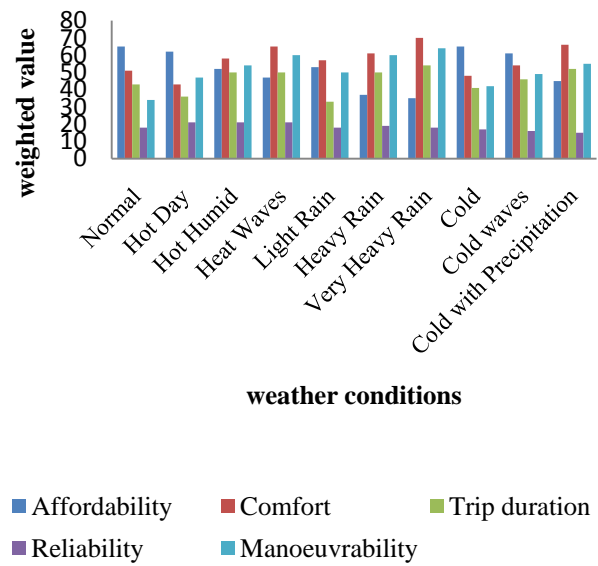 weighted value
80
70
60
50
40
30
20
10
0
Normal
Hot Day
Hot Humid
Heat Waves
Light Rain
Heavy Rain
Very Heavy Rain
Cold
Cold waves
Cold with Precipitation
weather conditions
Affordability
Comfort
Trip duration
Reliability
Manoeuvrability